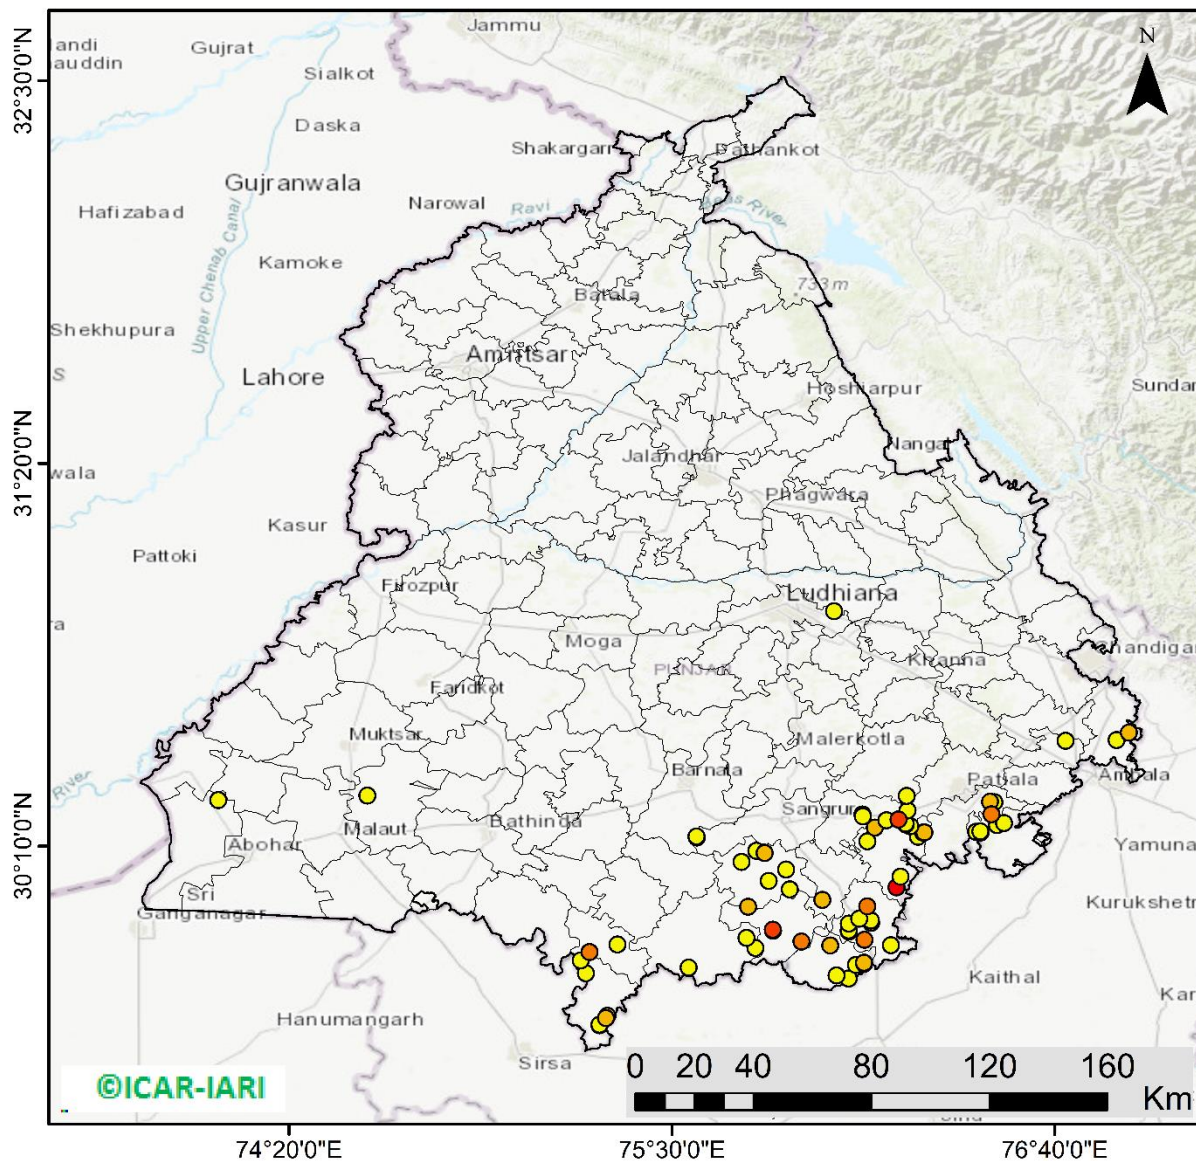 Jammu
N
andi
auddin
Gujrat
Sialkot
32°30'0"N
Daska
Shakargarh
Pathankot
Gujranwala
Hafizabad
Narowal
Ravi
Beas River
Upper Chenab Canal
Kamoke
733 m
Batala
Shekhupura
Amritsar
S
Lahore
Hoshiarpur
Sundar
31°20'0"N
wala
Nangal
Jalandhar
Phagwara
Kasur
Pattoki
Firozpur
Ludhiana
ra
Moga
PUNJAB
Khanna
Chandigar
Faridkot
Muktsar
Malerkotla
River
Barnala
Patiala
Ambala
Sangrur
Malaut
Bathinda
30°10'0"N
Abohar
Yamuna
Sri
Ganganagar
Kurukshetr
Kaithal
Kar
Hanumangarh
Sirsa
©ICAR-IARI
0 20 40 80 120 160
Km
74°20'0"E
75°30'0"E
76°40'0"E